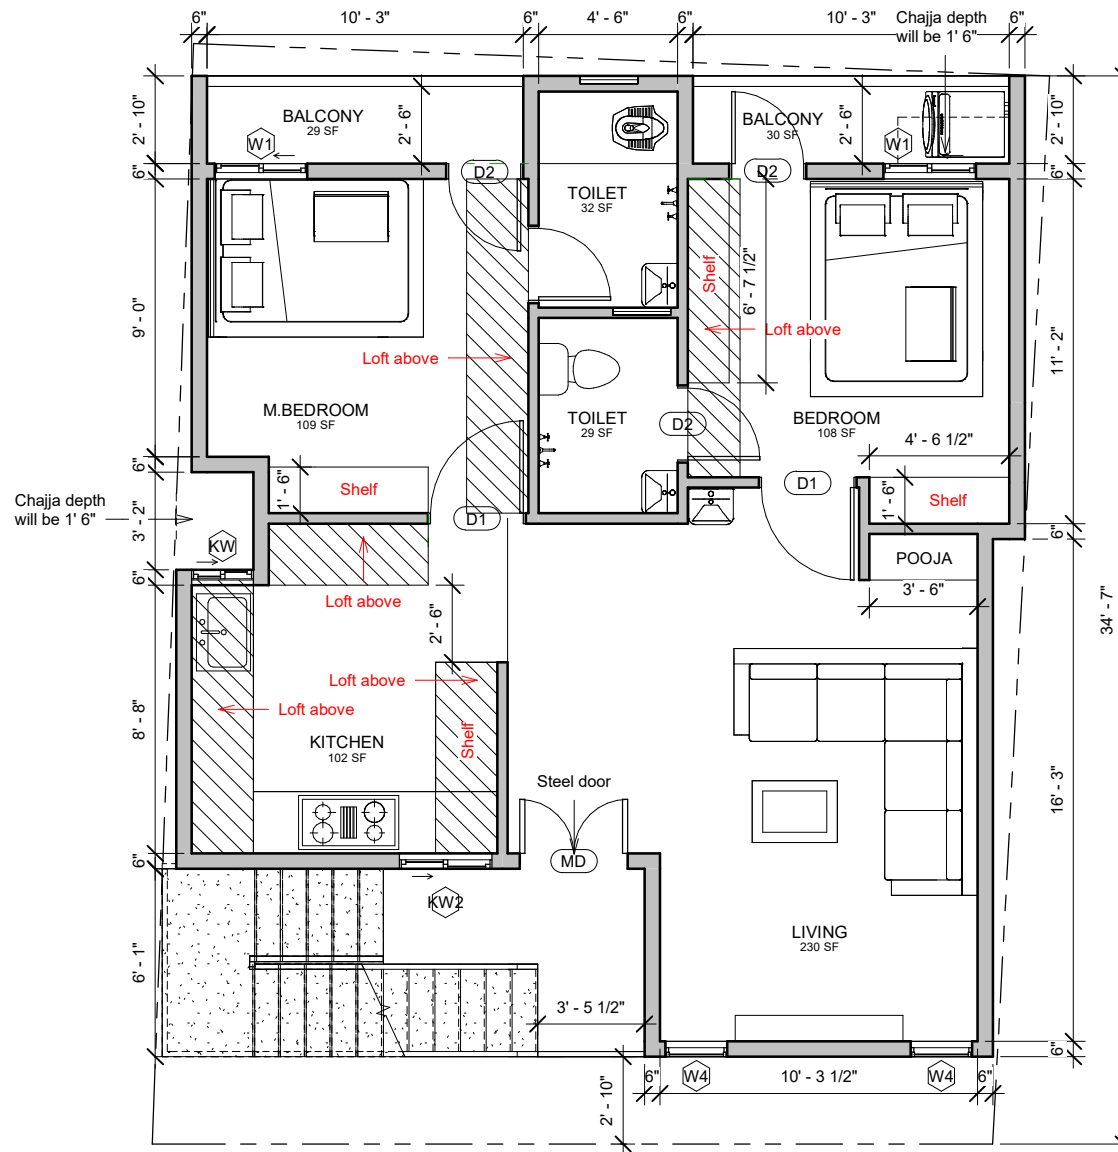 6"
10' - 3"
6"
4' - 6"
6"
10' - 3"
6"
Chajja depth
will be 1' 6"
2' - 10"
BALCONY
29 SF
2' - 6"
W1
BALCONY
30 SF
2' - 6"
W1
2' - 10"
6"
D2
TOILET
32 SF
D2
6"
Shelf
6' - 7 1/2"
9' - 0"
Loft above
Loft above
11' - 2"
M.BEDROOM
109 SF
TOILET
29 SF
D2
BEDROOM
108 SF
4' - 6 1/2"
6"
1' - 6"
Shelf
D1
D1
1' - 6"
Shelf
Chajja depth
will be 1' 6"
3' - 2"
KW
6"
POOJA
3' - 6"
6"
Loft above
2' - 6"
34' - 7"
Loft above
Loft above
8' - 8"
KITCHEN
102 SF
Shelf
Steel door
16' - 3"
MD
6"
KW2
LIVING
230 SF
6' - 1"
3' - 5 1/2"
6"
W4
W4
6"
10' - 3 1/2"
6"
2' - 10"